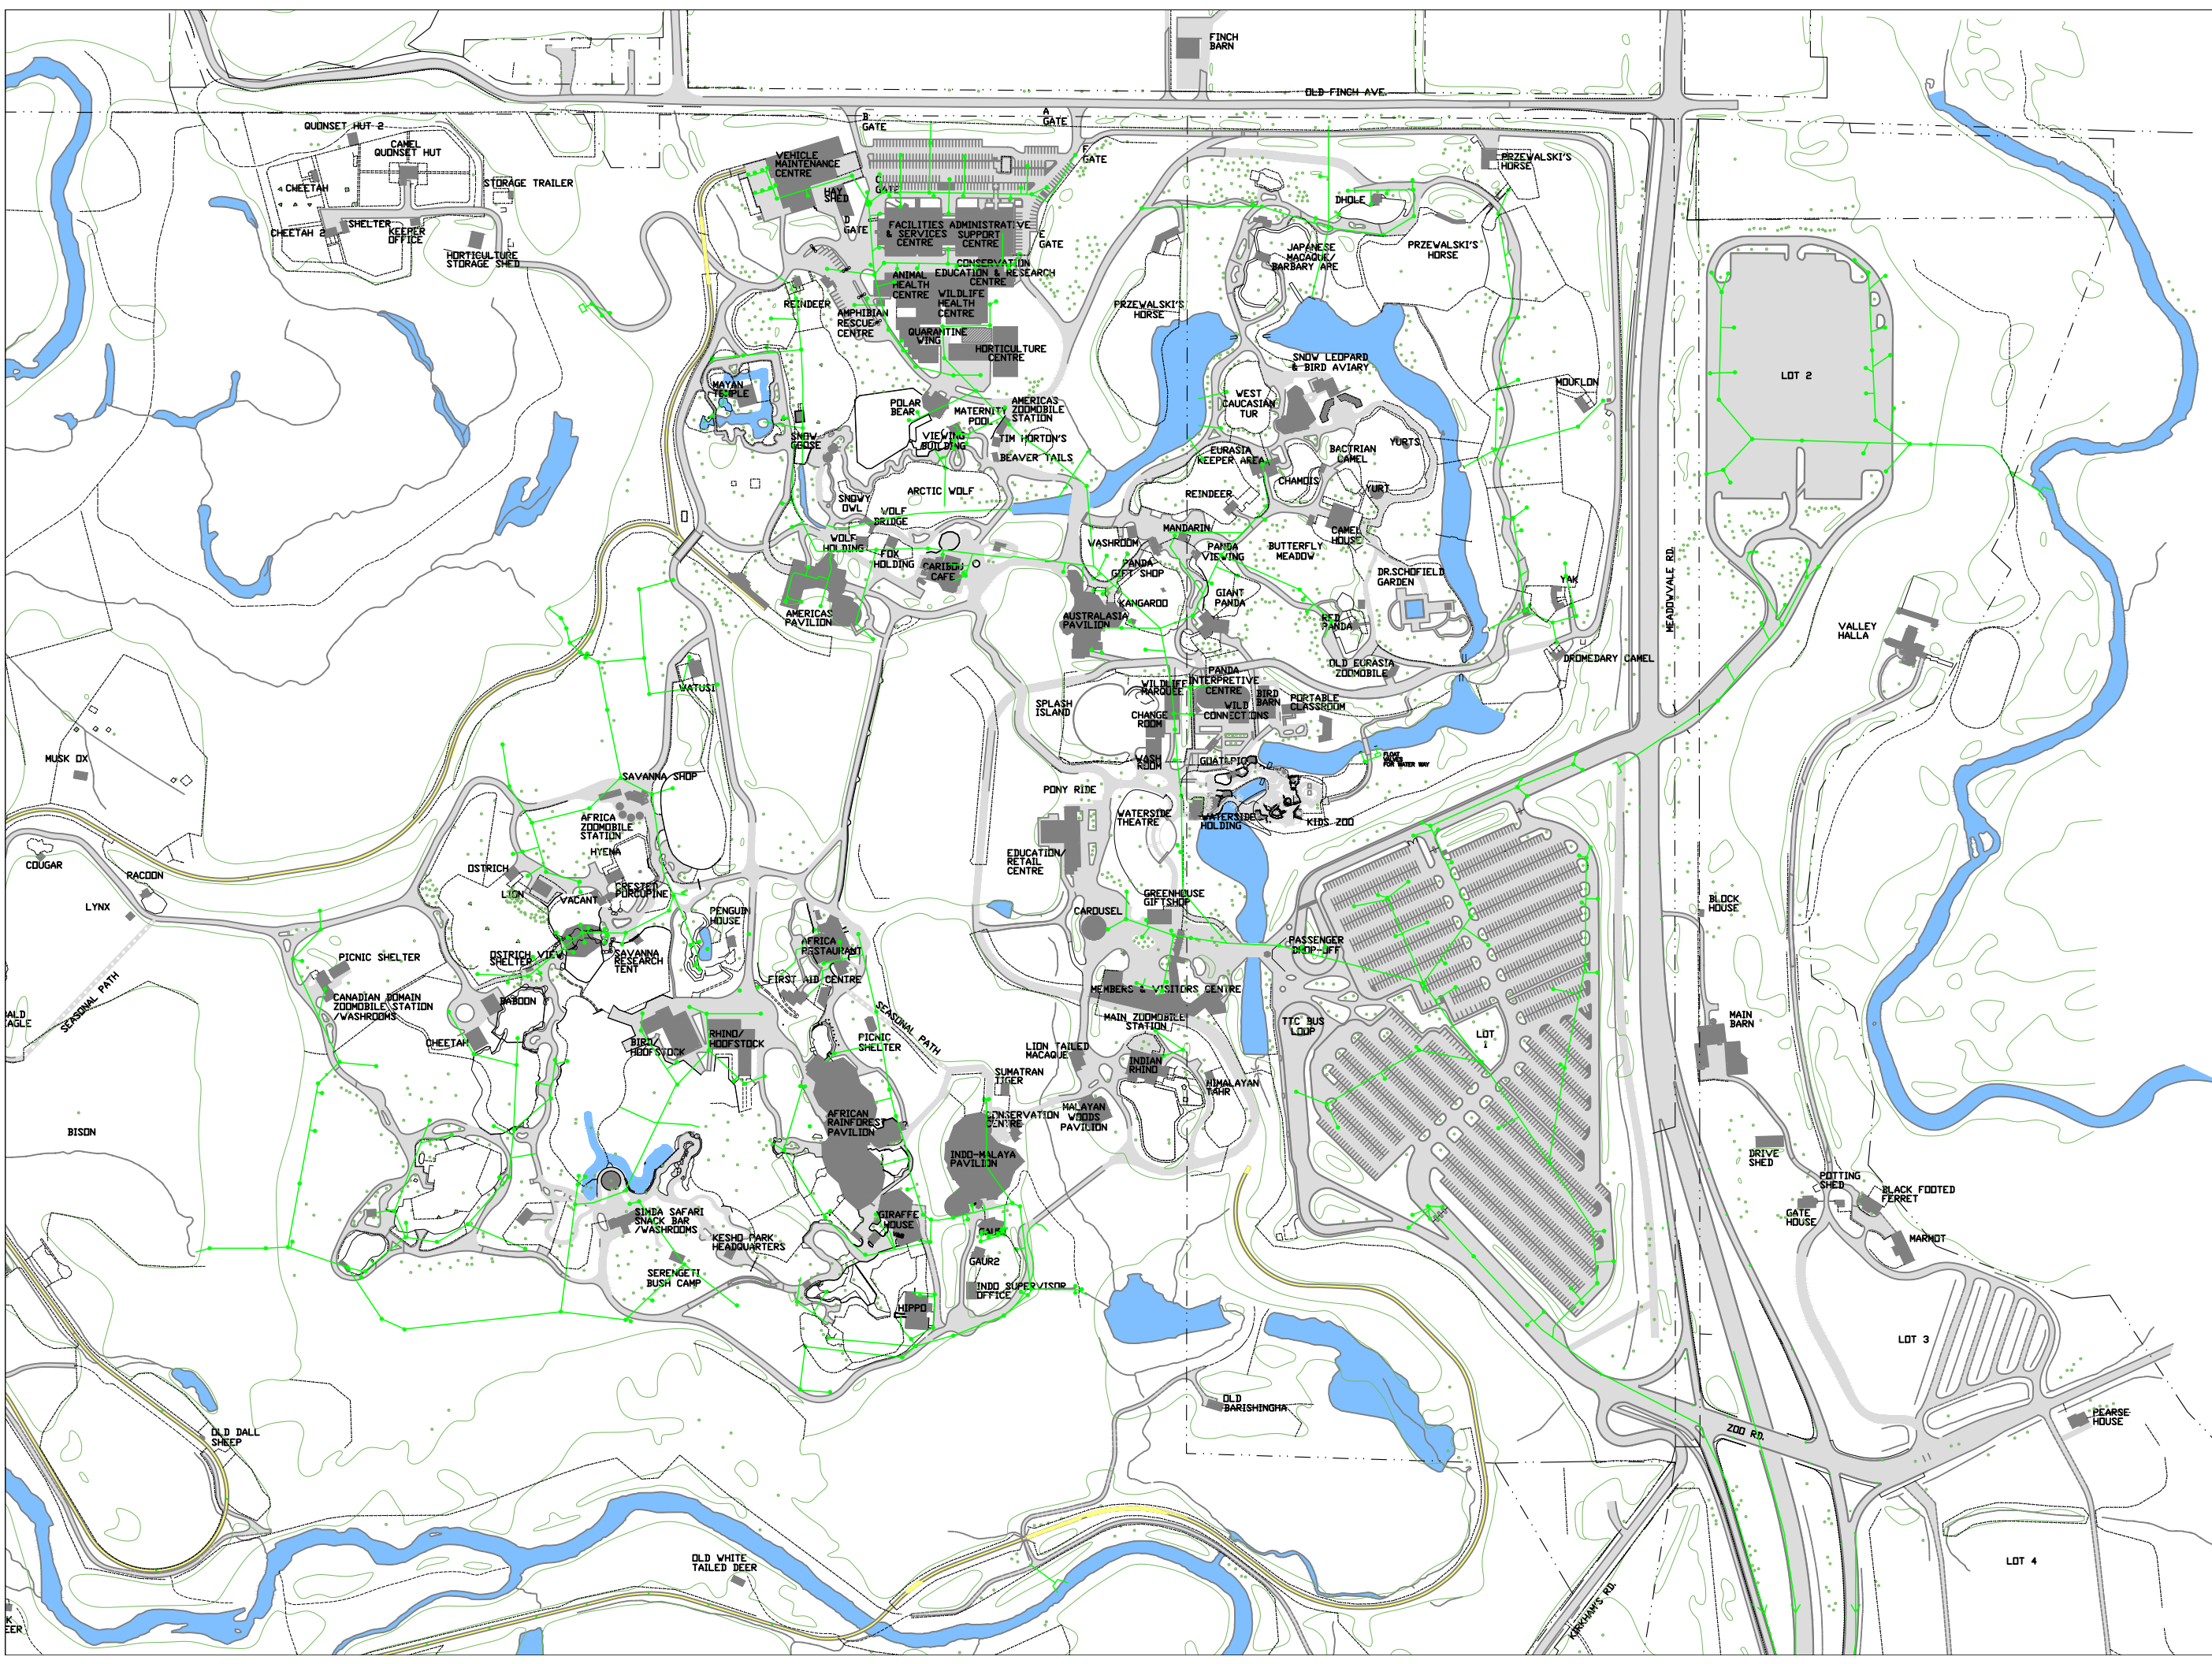 FINCH
BARN
OLD FINCH AVE.
A
GATE
B
GATE
F
GATE
QUONSET HUT 2
CAMEL
QUONSET HUT
CHEETAH
STORAGE TRAILER
SHELTER
CHEETAH 2
KEEPER
OFFICE
HORTICULTURE
STORAGE SHED
VEHICLE
MAINTENANCE
CENTRE
HAY
SHED
C
GATE
D
GATE
E
GATE
FACILITIES
& SERVICES
CENTRE
ADMINISTRATIVE
SUPPORT
CENTRE
CONSERVATION
EDUCATION & RESEARCH
CENTRE
ANIMAL
HEALTH
CENTRE
WILDLIFE
HEALTH
CENTRE
QUARANTINE
WING
HORTICULTURE
CENTRE
REINDEER
AMPHIBIAN
RESCUE
CENTRE
PRZEWALSKI'S
HORSE
DHOLE
JAPANESE
MACAQUE/
BARBARY APE
PRZEWALSKI'S
HORSE
PRZEWALSKI'S
HORSE
SNOW LEOPARD
& BIRD AVIARY
MOUFLON
LOT 2
MAYAN
TEMPLE
POLAR
BEAR
MATERNITY
POOL
AMERICAS
ZOOMOBILE
STATION
VIEWING
BUILDING
TIM HORTON'S
BEAVER TAILS
SNOW
GOOSE
WEST
CAUCASIAN
TUR
YURTS
EURASIA
KEEPER AREA
BACTRIAN
CAMEL
CHAMOIS
YURT
REINDEER
SNOWY
OWL
ARCTIC WOLF
WOLF
BRIDGE
WOLF
HOLDING
FOX
HOLDING
CARIBOU
CAFE
AMERICAS
PAVILION
MANDARIN
WASHROOM
PANDA
VIEWING
BUTTERFLY
MEADOW
CAMEL
HOUSE
PANDA
GIFT SHOP
KANGAROO
GIANT
PANDA
DR.SCHOFIELD
GARDEN
AUSTRALASIA
PAVILION
RED
PANDA
YAK
DROMEDARY CAMEL
MEADOWVALE RD.
VALLEY
HALLA
WATUSI
OLD EURASIA
ZOOMOBILE
PANDA
INTERPRETIVE
CENTRE
WILDLIFE
MARQUEE
BIRD
BARN
PORTABLE
CLASSROOM
SPLASH
ISLAND
CHANGE
ROOM
WILD
CONNECTIONS
WASH
ROOM
FLOAT
VALVE
FOR WATER WAY
MUSK OX
SAVANNA SHOP
PONY RIDE
WATERSIDE
THEATRE
WATERSIDE
HOLDING
KIDS ZOO
AFRICA
ZOOMOBILE
STATION
HYENA
EDUCATION/
RETAIL
CENTRE
COUGAR
RACOON
LYNX
OSTRICH
LION
VACANT
CRESTED
PORCUPINE
PENGUIN
HOUSE
GREENHOUSE
GIFTSHOP
CAROUSEL
BLOCK
HOUSE
PASSENGER
DROP-OFF
AFRICA
RESTAURANT
PICNIC SHELTER
OSTRICH VIEW
SHELTER
SAVANNA
RESEARCH
TENT
FIRST AID CENTRE
MEMBERS & VISITORS CENTRE
SEASONAL PATH
CANADIAN DOMAIN
ZOOMOBILE STATION
/WASHROOMS
BABOON
SEASONAL PATH
MAIN ZOOMOBILE
STATION
TTC BUS
LOOP
LOT
1
MAIN
BARN
BALD
EAGLE
CHEETAH
BIRD/
HOOFSTOCK
RHINO/
HOOFSTOCK
PICNIC
SHELTER
LION TAILED
MACAQUE
SUMATRAN
TIGER
INDIAN
RHINO
HIMALAYAN
TAHR
BISON
AFRICAN
RAINFOREST
PAVILION
CONSERVATION
CENTRE
MALAYAN
WOODS
PAVILION
INDO-MALAYA
PAVILION
DRIVE
SHED
POTTING
SHED
BLACK FOOTED
FERRET
GATE
HOUSE
MARMOT
SIMBA SAFARI
SNACK BAR
/WASHROOMS
GIRAFFE
HOUSE
GAUR
KESHO PARK
HEADQUARTERS
GAUR2
SERENGETI
BUSH CAMP
INDO SUPERVISOR
OFFICE
HIPPO
LOT 3
OLD
BARISHINGHA
PEARSE
HOUSE
ZOO RD.
OLD DALL
SHEEP
OLD WHITE
TAILED DEER
KIRKHAM'S RD.
LOT 4